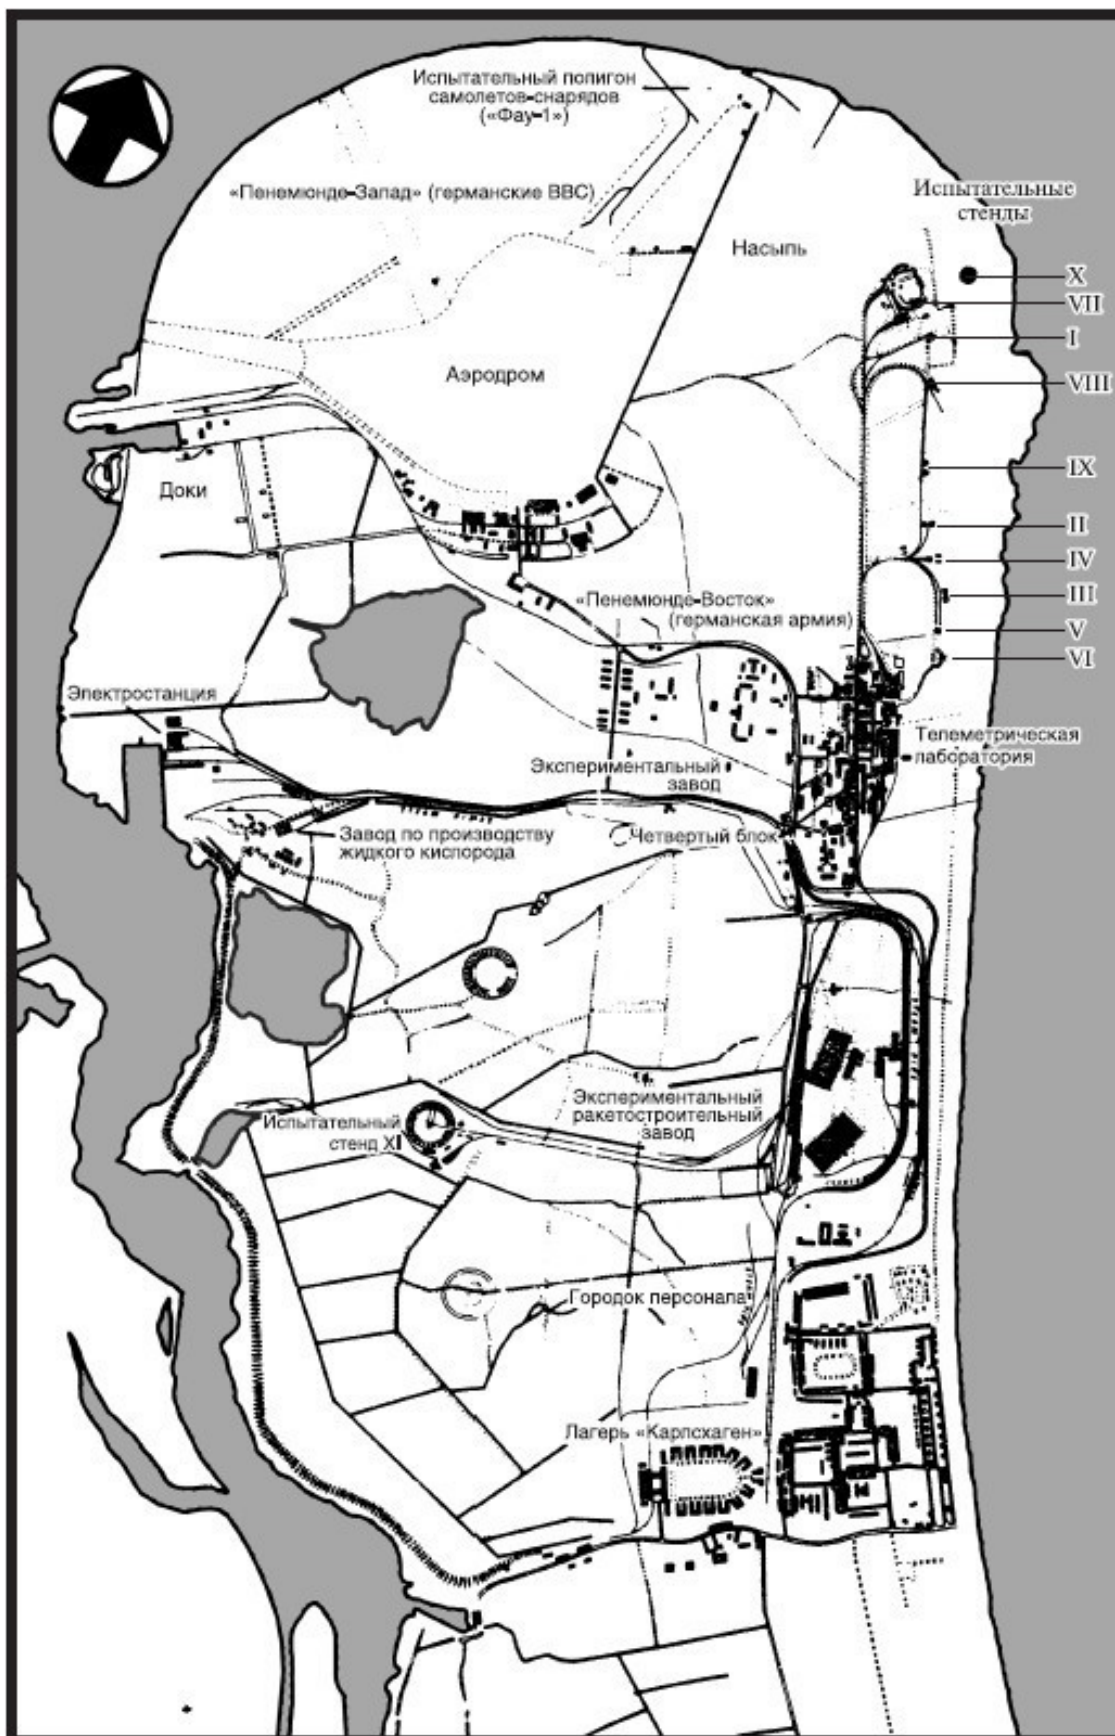 Испытательный полигон
самолетов-снарядов
(«Фау-1»)
«Пенемюнде-Запад» (германские ВВС)
Испытательные
стенды
Насыпь
X
VII
I
VIII
Аэродром
IX
Доки
II
IV
«Пенемюнде-Восток»
(германская армия)
III
V
VI
Электростанция
Телеметрическая
лаборатория
Экспериментальный
завод
Завод по производству
жидкого кислорода
Четвертый блок
Экспериментальный
ракетостроительный
завод
Испытательный
стенд XI
Городок персонала
Лагерь «Карлсхаген»